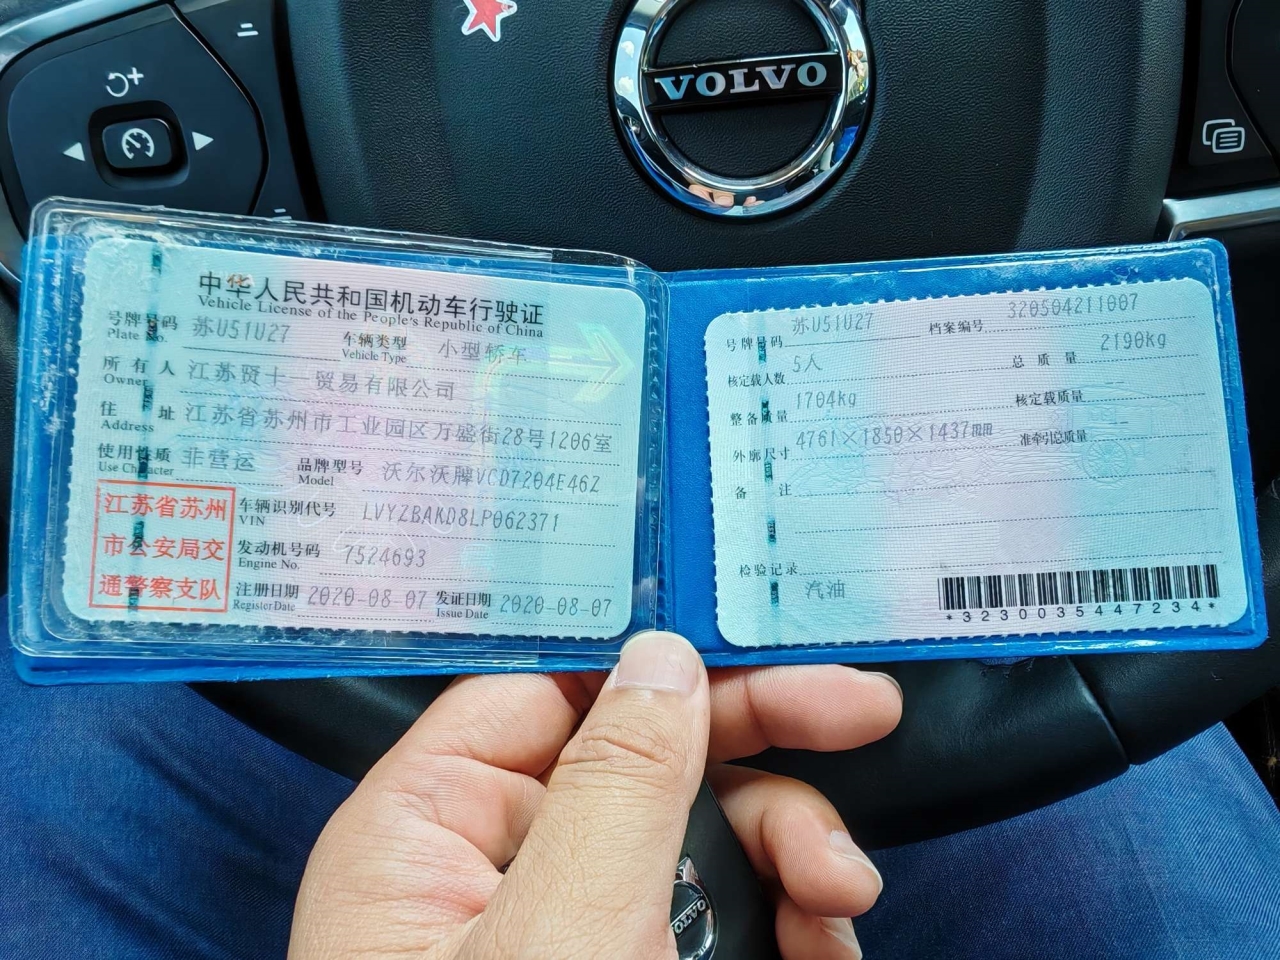 VOLVO
中华人民共和国机动车行驶证
Vehicle License of the People's Republic of China
号牌号码 苏U51U27 车辆类型 小型轿车
Plate No. Vehicle Type
所有人 江苏贤十一贸易有限公司
Owner
住址 江苏省苏州市工业园区万盛街28号1206室
Address
使用性质 非营运 品牌型号 沃尔沃牌VCD7204E46Z
Use Character Model
江苏省苏州
市公安局交
通警察支队
车辆识别代号 LVYZBAKD8LP062371
VIN
发动机号码 7524693
Engine No.
注册日期 2020-08-07 发证日期 2020-08-07
Register Date Issue Date
号牌号码 苏U51U27 档案编号 320504211007
核定载人数 5人 总质量 2190kg
整备质量 1704kg 核定载质量 --
外廓尺寸 4761×1850×1437mm 准牵引总质量 --
备注
检验记录
汽油
*3230035447234*
VOLVO